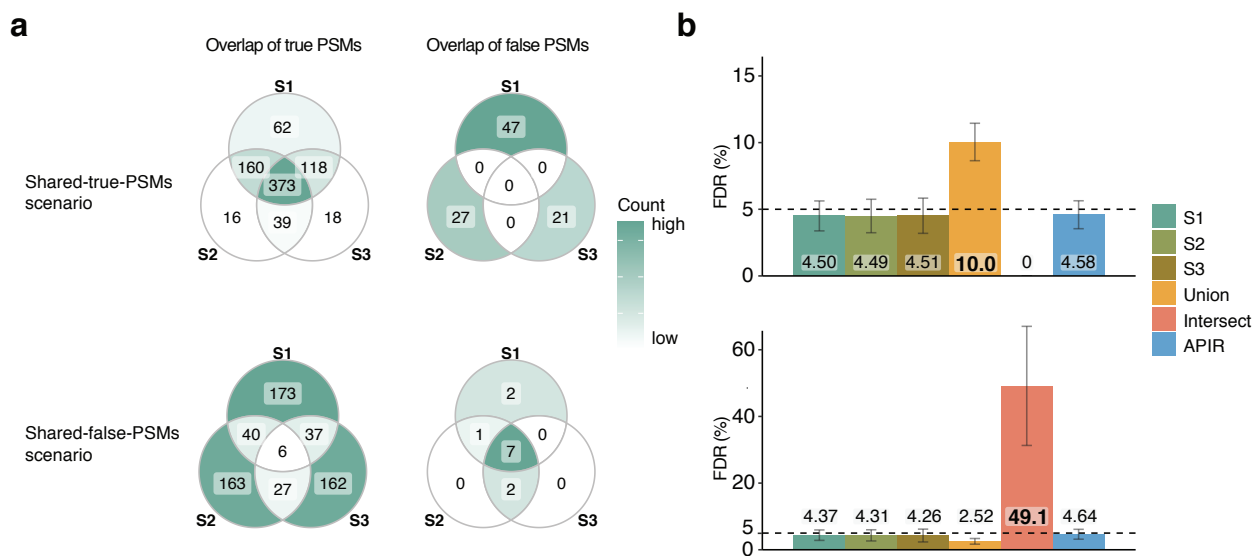 a
Overlap of true PSMs
Overlap of false PSMs
Shared-true-PSMs
scenario
S1
62
160
118
373
16
39
18
S2
S3
S1
47
0
0
0
27
0
21
S2
S3
Count
high
low
Shared-false-PSMs
scenario
S1
173
40
37
6
163
27
162
S2
S3
S1
2
1
0
7
0
2
0
S2
S3
b
FDR (%)
15
10
5
0
4.50
4.49
4.51
10.0
0
4.58
FDR (%)
60
40
20
5
0
4.37
4.31
4.26
2.52
49.1
4.64
S1
S2
S3
Union
Intersect
APIR